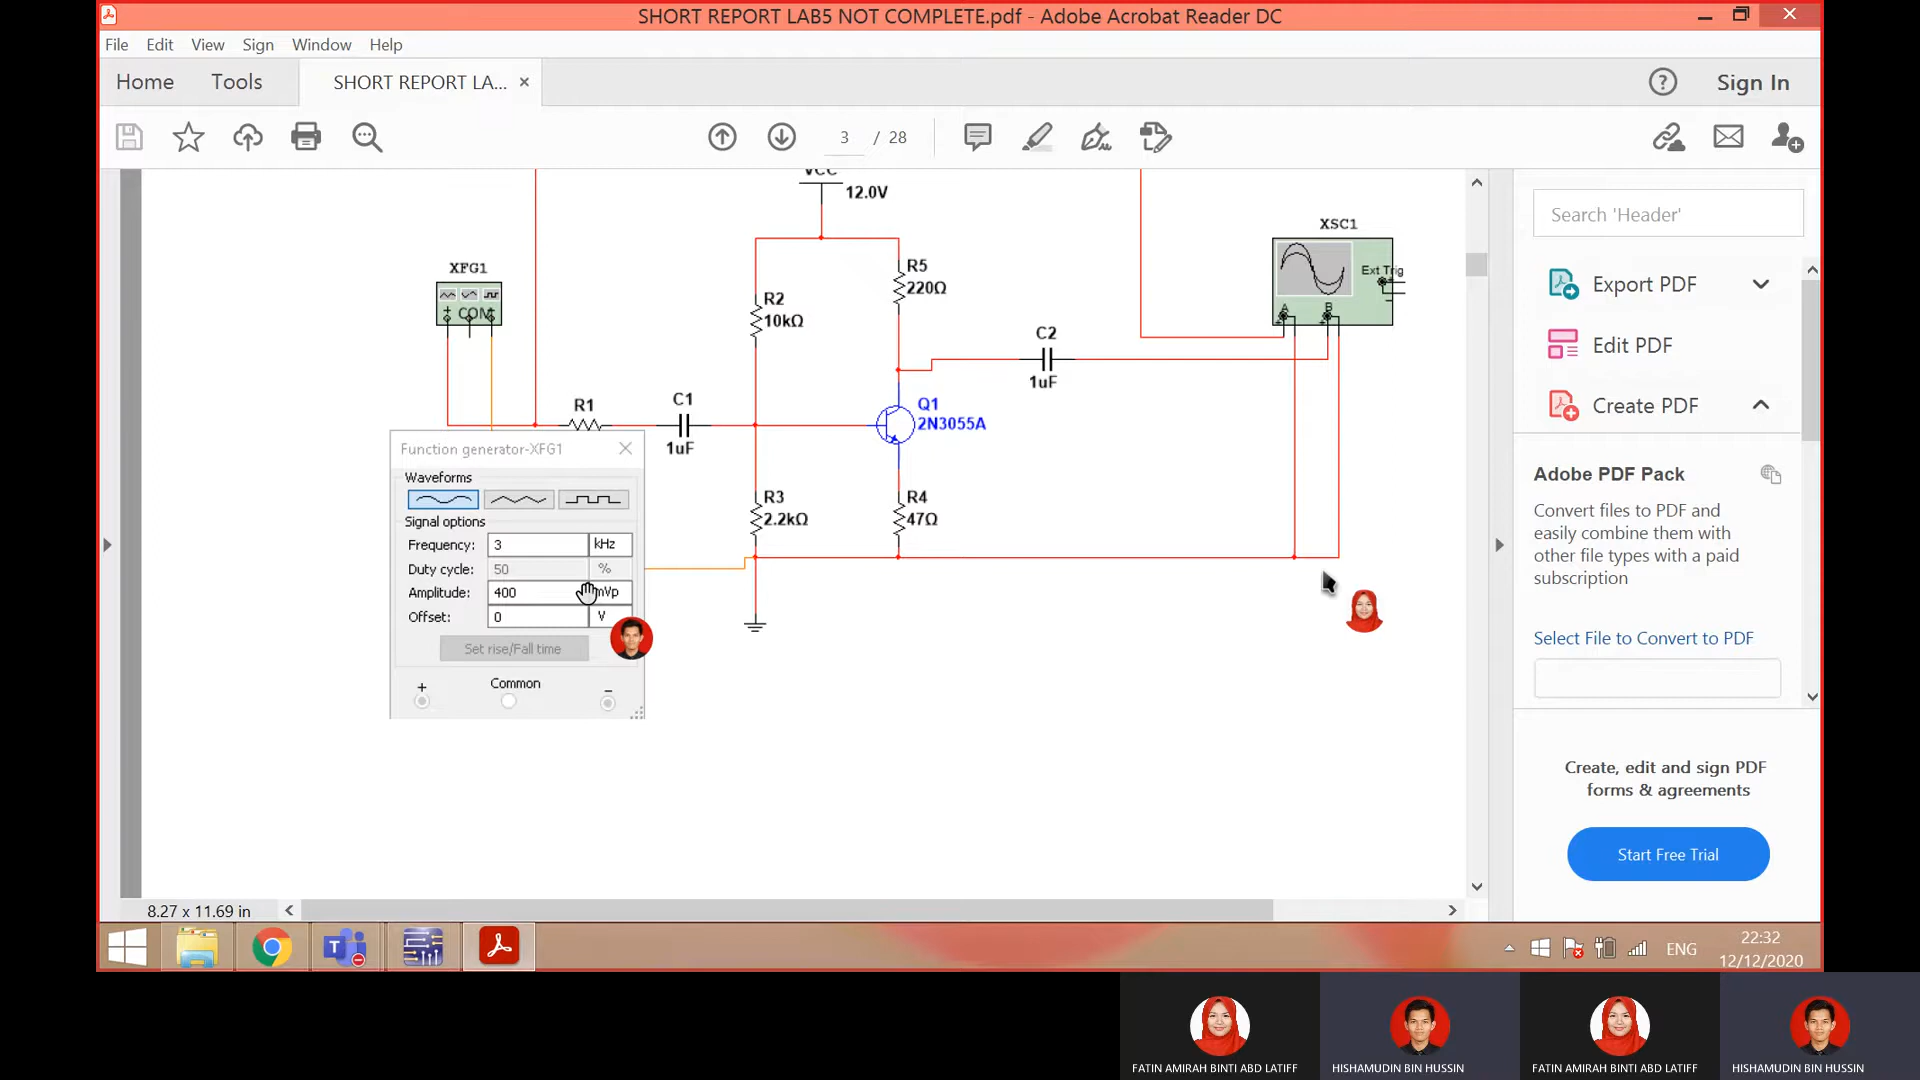 SHORT REPORT LAB5 NOT COMPLETE.pdf - Adobe Acrobat Reader DC
File Edit View Sign Window Help
Home Tools SHORT REPORT LA... × Sign In
3 / 28
VCC
12.0V
XSC1
Ext Trig
A B
XFG1
COM
R5
220Ω
R2
10kΩ
C2
1uF
R1
C1
1uF
Q1
2N3055A
R3
2.2kΩ
R4
47Ω
Function generator-XFG1
Waveforms
Signal options
Frequency: 3 kHz
Duty cycle: 50 %
Amplitude: 400 mVp
Offset: 0 V
Set rise/Fall time
+ Common -
Search 'Header'
Export PDF
Edit PDF
Create PDF
Adobe PDF Pack
Convert files to PDF and
easily combine them with
other file types with a paid
subscription
Select File to Convert to PDF
Create, edit and sign PDF
forms & agreements
Start Free Trial
8.27 x 11.69 in
ENG
22:32
12/12/2020
FATIN AMIRAH BINTI ABD LATIFF
HISHAMUDIN BIN HUSSIN
FATIN AMIRAH BINTI ABD LATIFF
HISHAMUDIN BIN HUSSIN